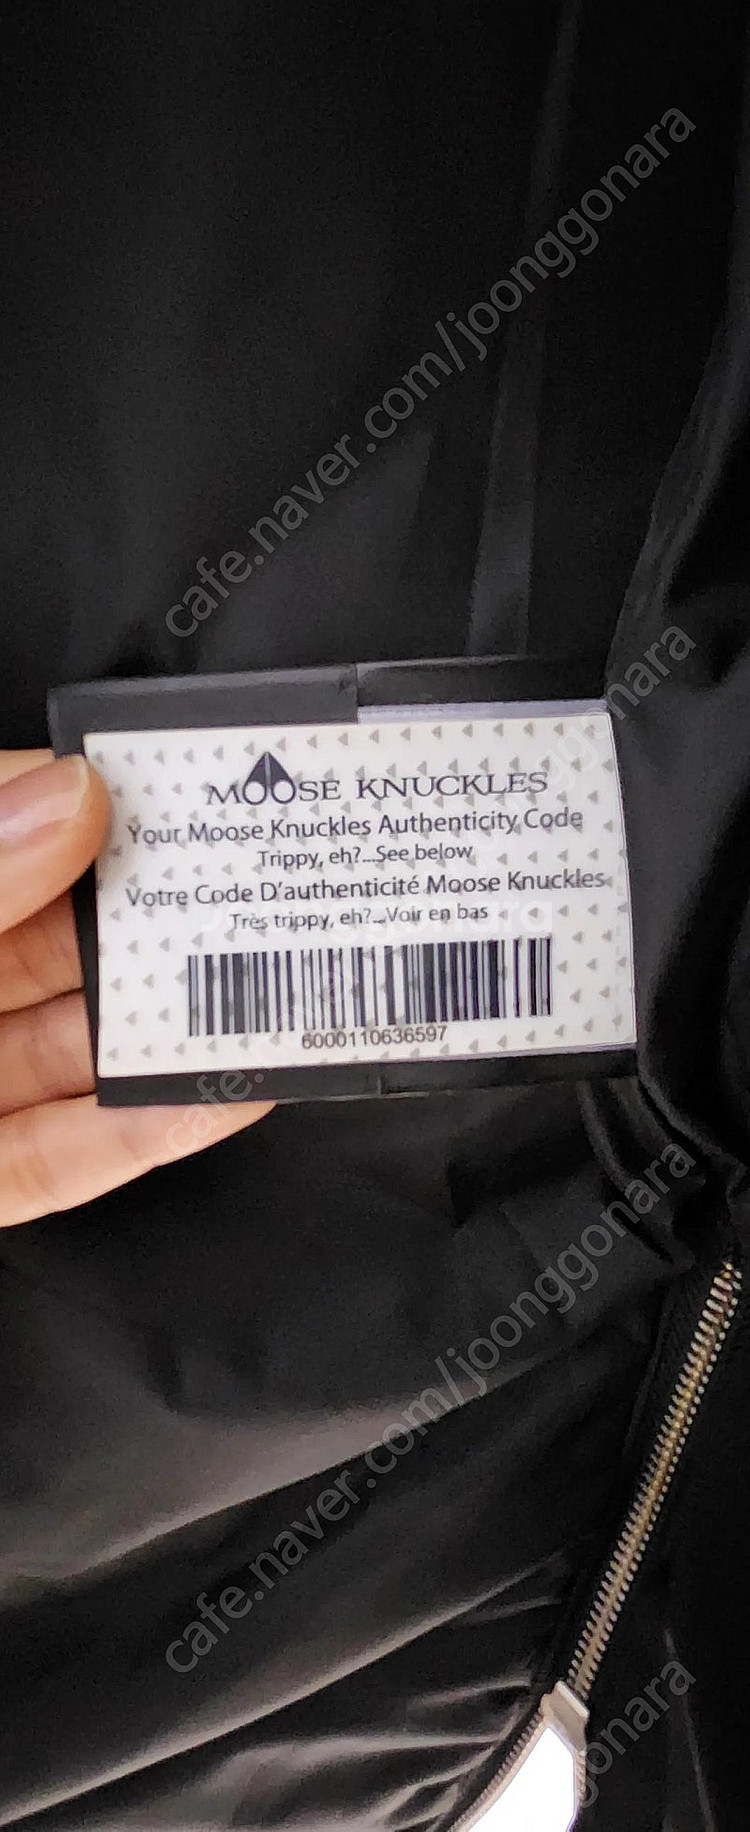 cafe.naver.com/joonggonara
MOOSE KNUCKLES
Your Moose Knuckles Authenticity Code
Trippy, eh?...See below
Votre Code D'authenticité Moose Knuckles
Très trippy, eh?...Voir en bas
6000110636597
cafe.naver.com/joonggonara